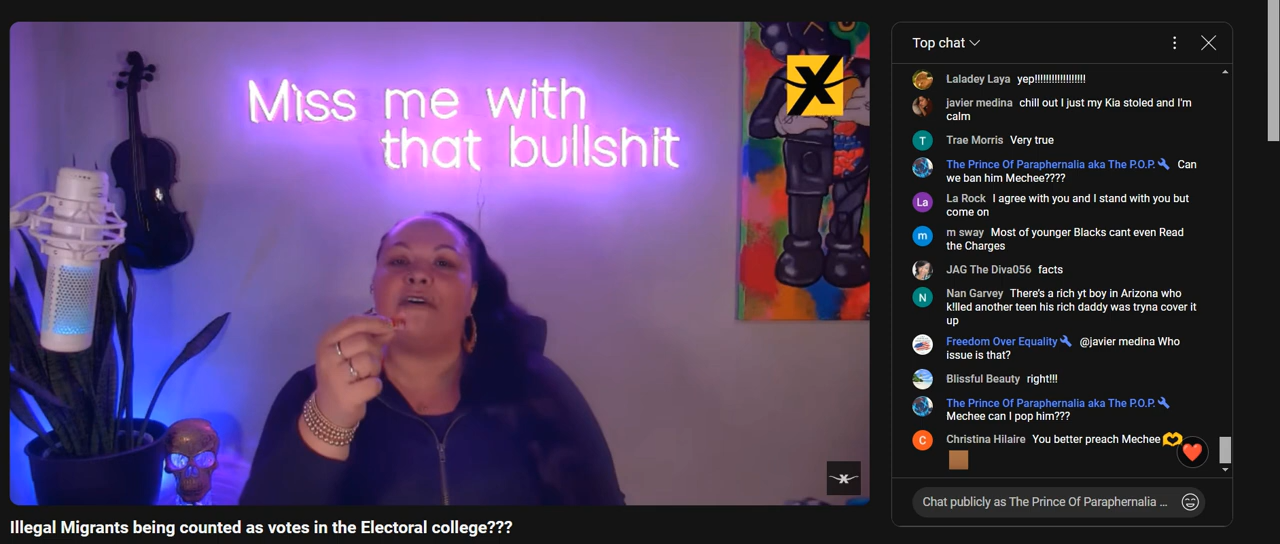 Miss me with
that bullshit
X
Illegal Migrants being counted as votes in the Electoral college???
Top chat
Laladey Laya yep!!!!!!!!!!!!!!!!!!!
javier medina chill out I just my Kia stoled and I'm
calm
T Trae Morris Very true
The Prince Of Paraphernalia aka The P.O.P. Can
we ban him Mechee????
La La Rock I agree with you and I stand with you but
come on
m m sway Most of younger Blacks cant even Read
the Charges
JAG The Diva056 facts
N Nan Garvey There's a rich yt boy in Arizona who
k!lled another teen his rich daddy was tryna cover it
up
Freedom Over Equality @javier medina Who
issue is that?
Blissful Beauty right!!!
The Prince Of Paraphernalia aka The P.O.P.
Mechee can I pop him???
C Christina Hilaire You better preach Mechee
Chat publicly as The Prince Of Paraphernalia ...